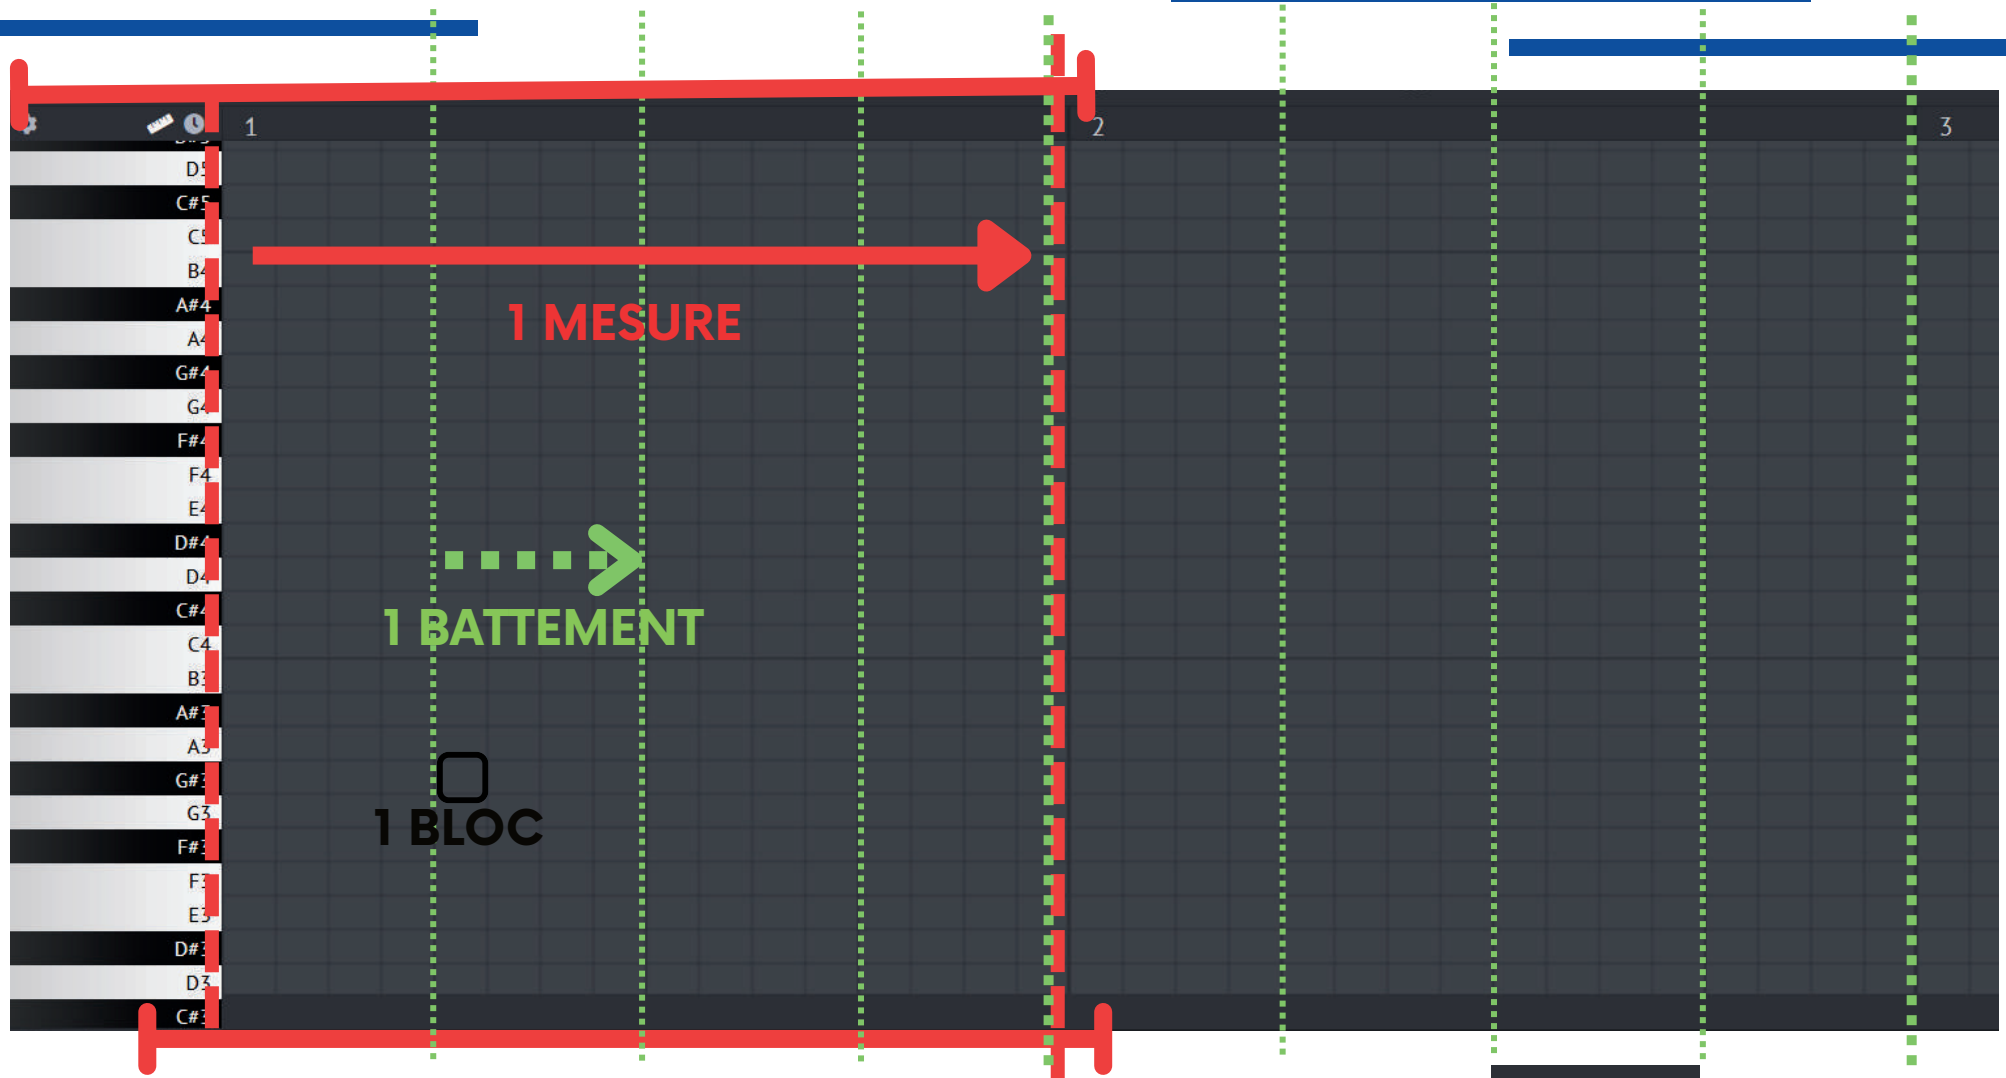 1 2 3
D5
C#5
C5
B4
A#4
1 MESURE
A4
G#4
G4
F#4
F4
E4
D#4
D4
C#4
1 BATTEMENT
C4
B3
A#3
A3
G#3
G3
1 BLOC
F#3
F3
E3
D#3
D3
C#3